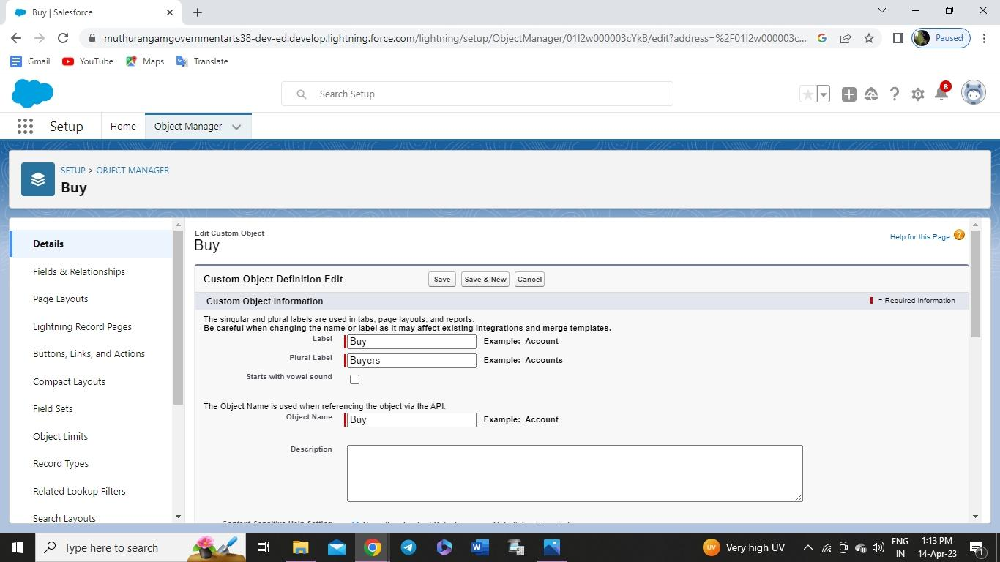 Buy | Salesforce
muthurangamgovernmentarts38-dev-ed.develop.lightning.force.com/lightning/setup/ObjectManager/01I2w000003cYkB/edit?address=%2F01I2w000003c...
Paused
Gmail
YouTube
Maps
Translate
Search Setup
8
Setup
Home
Object Manager
SETUP > OBJECT MANAGER
Buy
Details
Fields & Relationships
Page Layouts
Lightning Record Pages
Buttons, Links, and Actions
Compact Layouts
Field Sets
Object Limits
Record Types
Related Lookup Filters
Search Layouts
Edit Custom Object
Buy
Help for this Page ?
Custom Object Definition Edit
Save
Save & New
Cancel
Custom Object Information
= Required Information
The singular and plural labels are used in tabs, page layouts, and reports.
Be careful when changing the name or label as it may affect existing integrations and merge templates.
Label Buy Example: Account
Plural Label Buyers Example: Accounts
Starts with vowel sound
The Object Name is used when referencing the object via the API.
Object Name Buy Example: Account
Description
Type here to search
UV Very high UV
ENG
IN
1:13 PM
14-Apr-23
1